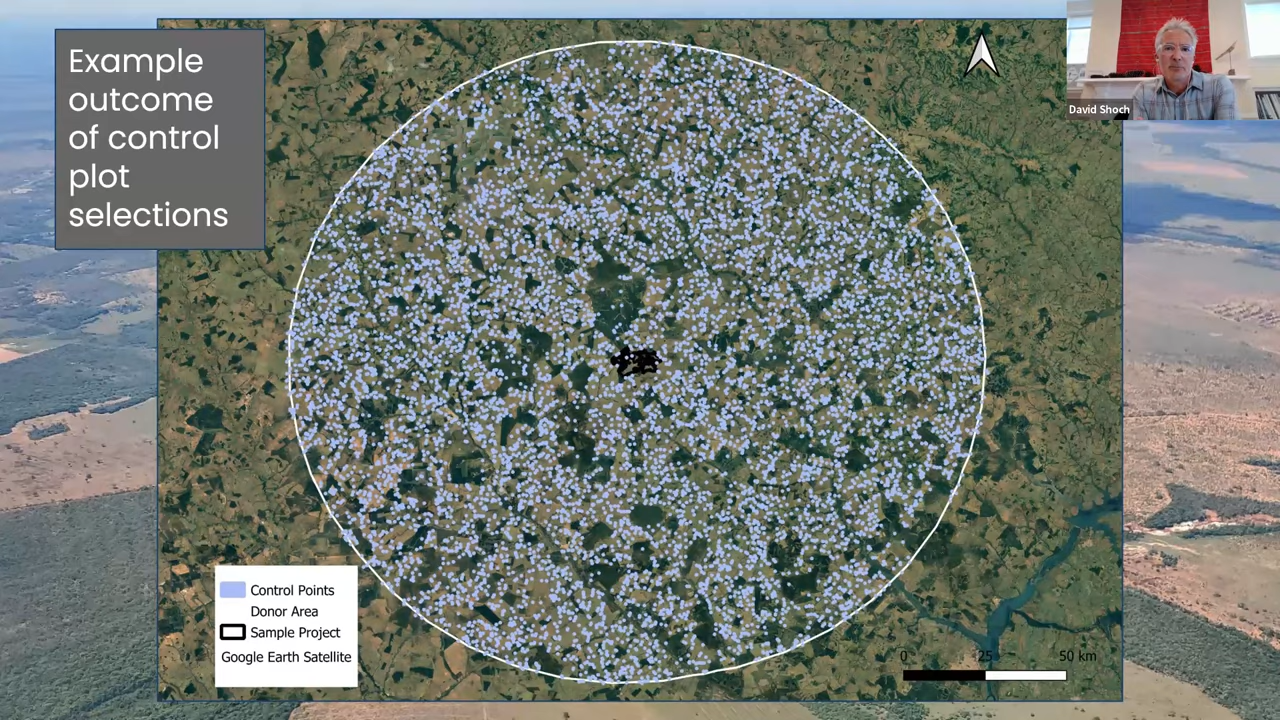 Example
outcome
of control
plot
selections
David Shoch
Control Points
Donor Area
Sample Project
Google Earth Satellite
0 25 50 km